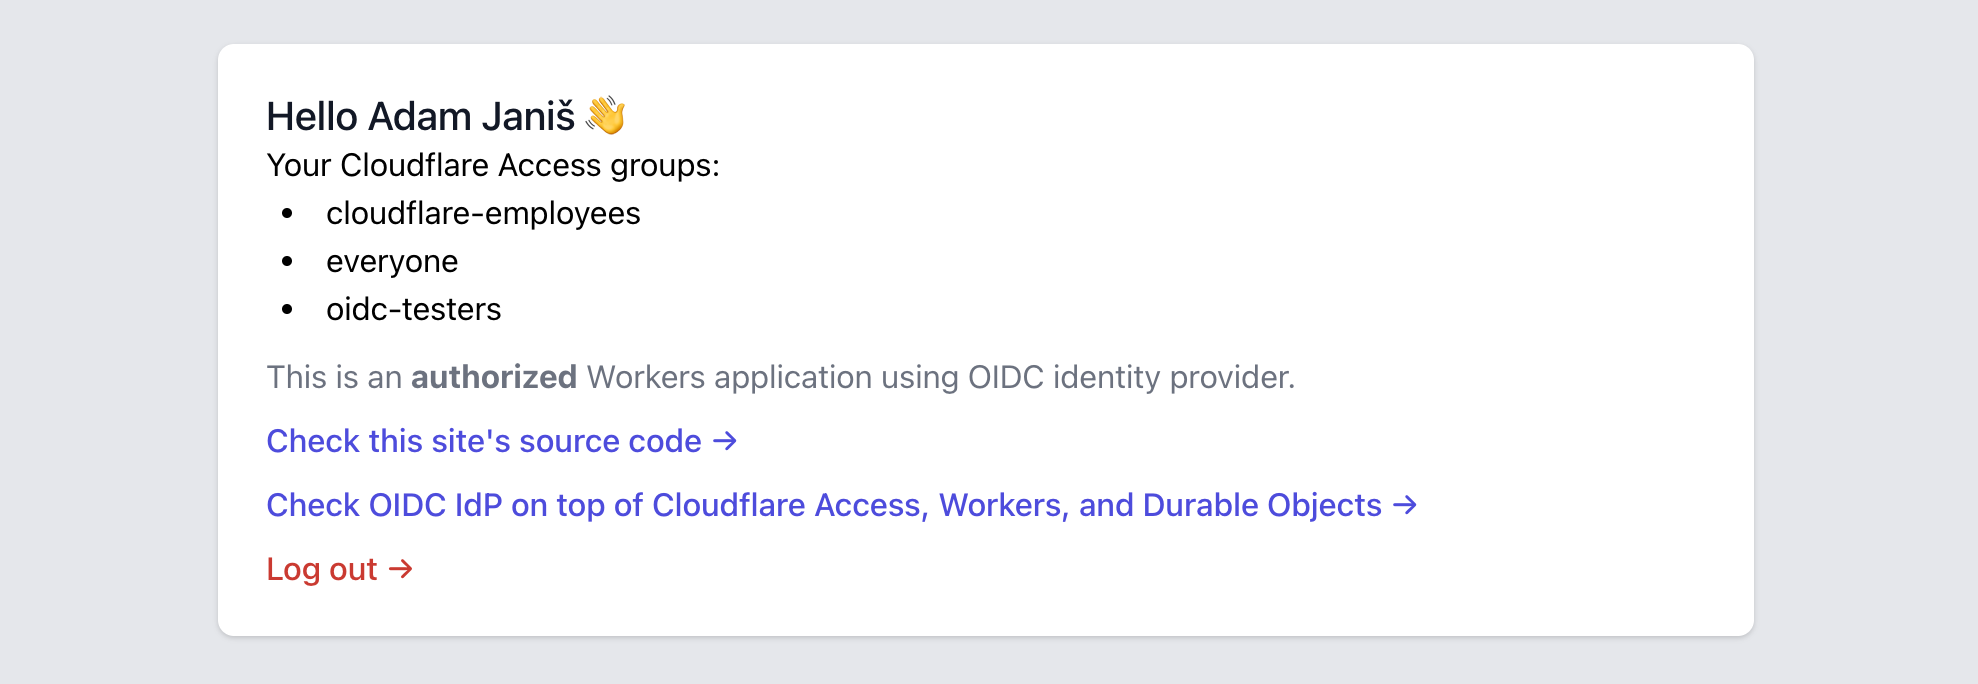 Hello Adam Janiš 👋
Your Cloudflare Access groups:
• cloudflare-employees
• everyone
• oidc-testers
This is an authorized Workers application using OIDC identity provider.
Check this site's source code →
Check OIDC IdP on top of Cloudflare Access, Workers, and Durable Objects →
Log out →